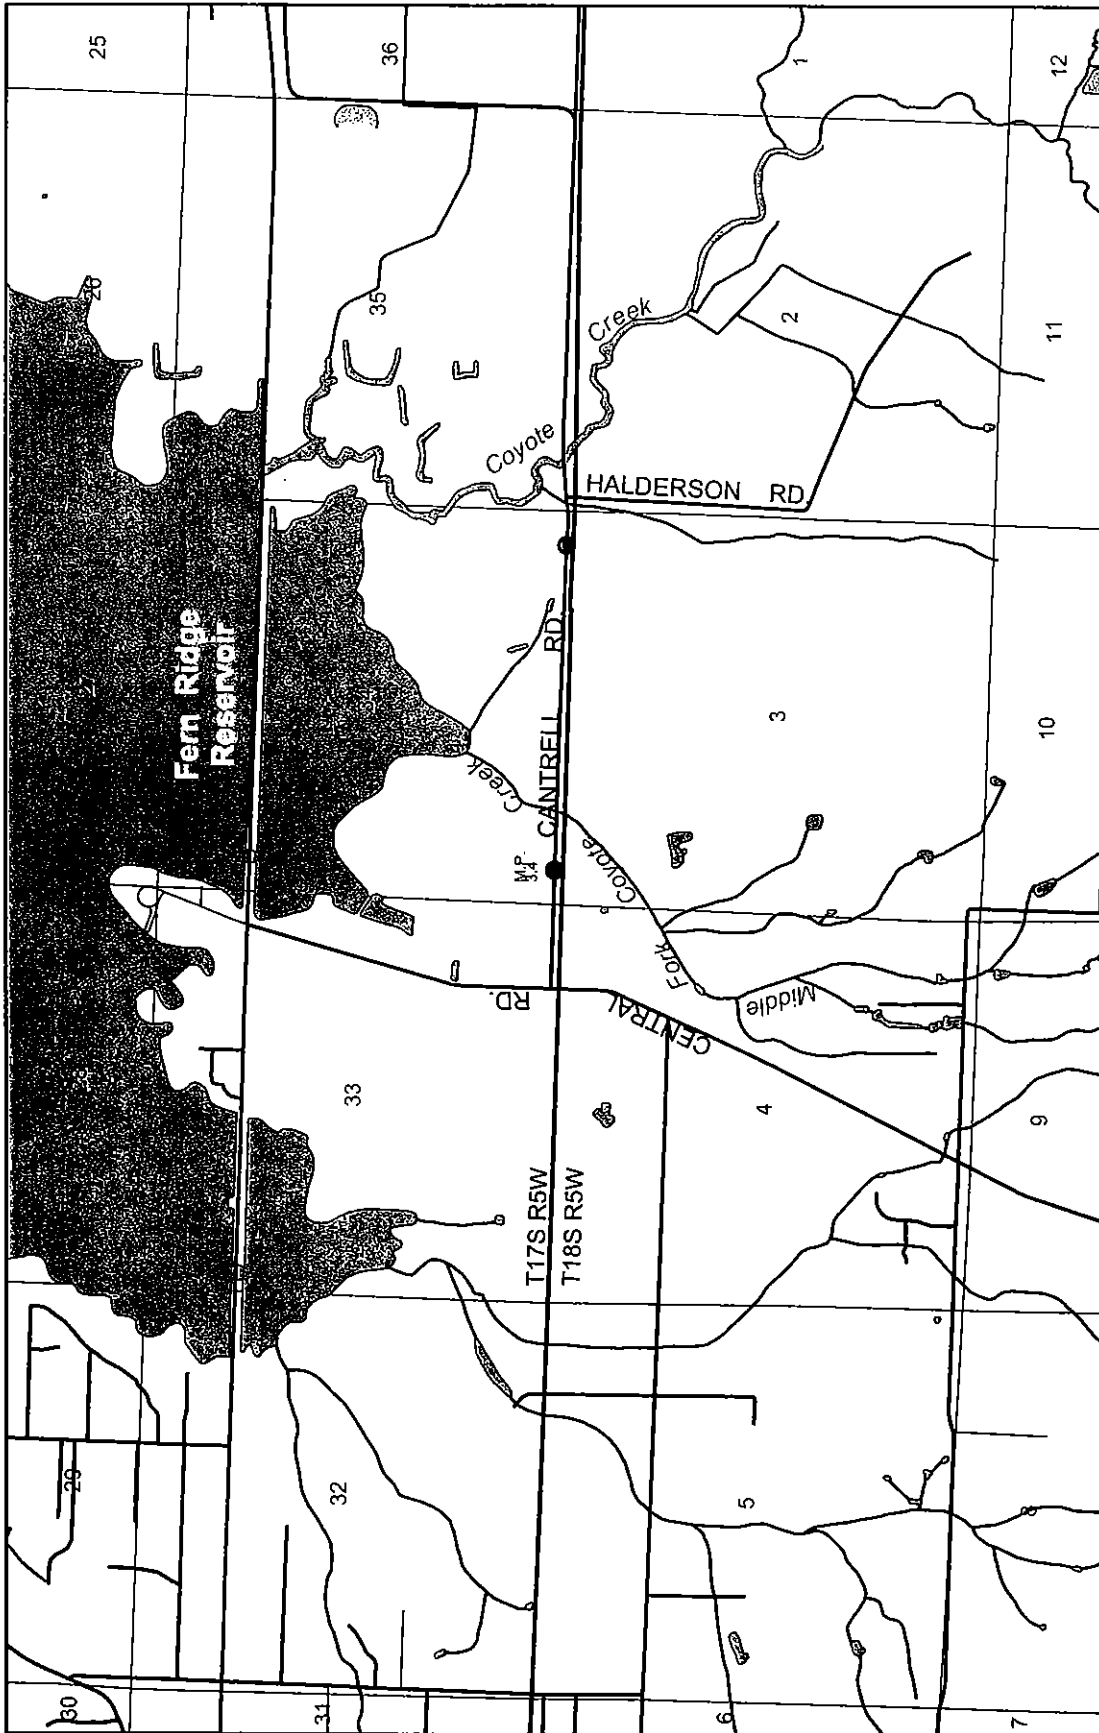 30
29
28
27
26
25
Fern Ridge
Reservoir
31
32
33
35
36
Coyote
Creek
Creek
M.P.
3.4
CANTRELL RD.
RD.
CENTRAL
T17S R5W
T18S R5W
HALDERSON RD.
Middle
Fork
Coyote
6
5
4
3
2
1
7
9
10
11
12